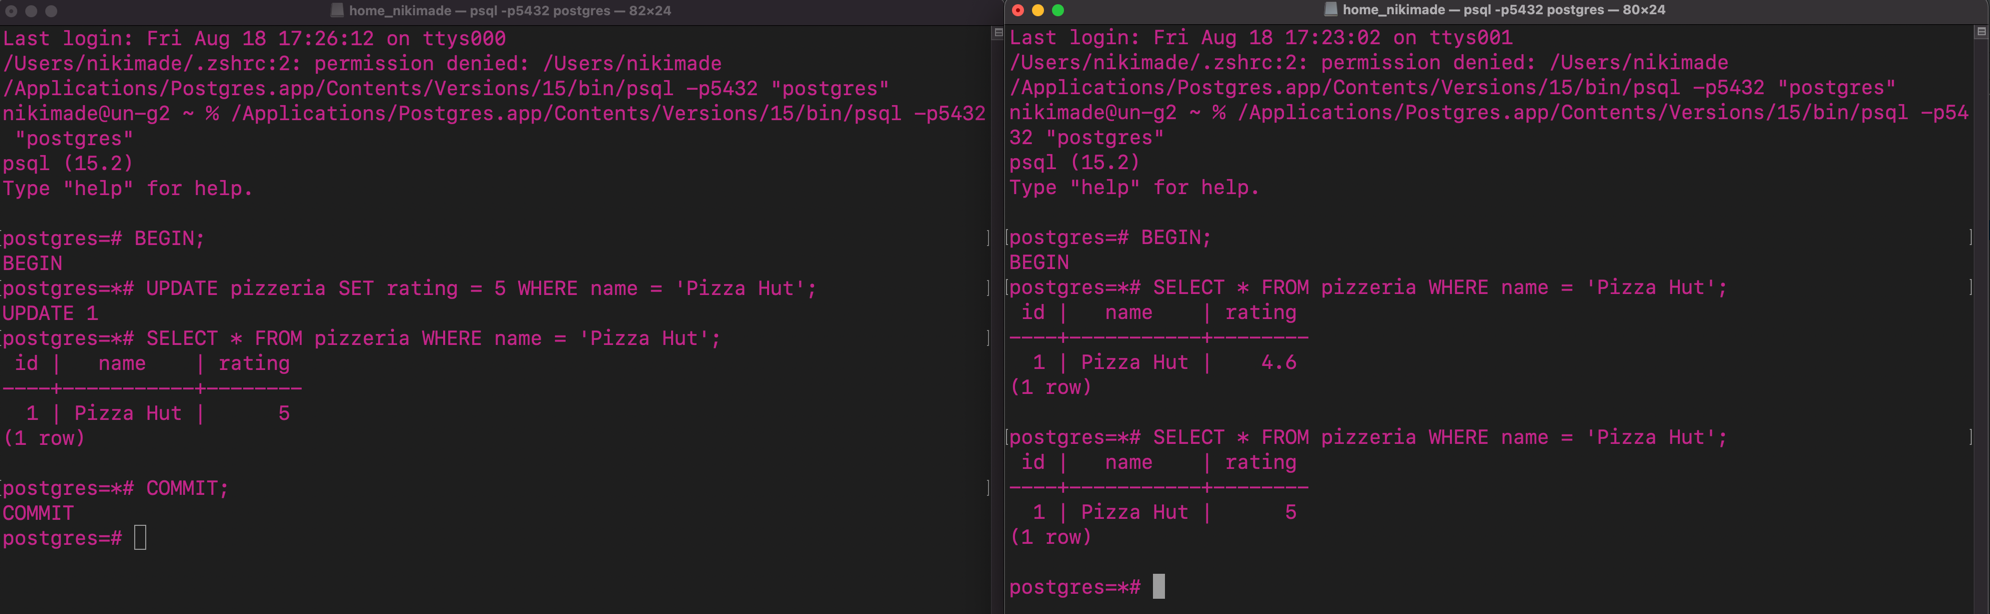 home_nikimade — psql -p5432 postgres — 82×24
Last login: Fri Aug 18 17:26:12 on ttys000
/Users/nikimade/.zshrc:2: permission denied: /Users/nikimade
/Applications/Postgres.app/Contents/Versions/15/bin/psql -p5432 "postgres"
nikimade@un-g2 ~ % /Applications/Postgres.app/Contents/Versions/15/bin/psql -p5432
 "postgres"
psql (15.2)
Type "help" for help.
[postgres=# BEGIN; ]
BEGIN
[postgres=*# UPDATE pizzeria SET rating = 5 WHERE name = 'Pizza Hut'; ]
UPDATE 1
[postgres=*# SELECT * FROM pizzeria WHERE name = 'Pizza Hut'; ]
 id |   name    | rating
----+-----------+--------
  1 | Pizza Hut |      5
(1 row)
[postgres=*# COMMIT; ]
COMMIT
postgres=#
home_nikimade — psql -p5432 postgres — 80×24
Last login: Fri Aug 18 17:23:02 on ttys001
/Users/nikimade/.zshrc:2: permission denied: /Users/nikimade
/Applications/Postgres.app/Contents/Versions/15/bin/psql -p5432 "postgres"
nikimade@un-g2 ~ % /Applications/Postgres.app/Contents/Versions/15/bin/psql -p54
32 "postgres"
psql (15.2)
Type "help" for help.
[postgres=# BEGIN; ]
BEGIN
[postgres=*# SELECT * FROM pizzeria WHERE name = 'Pizza Hut'; ]
 id |   name    | rating
----+-----------+--------
  1 | Pizza Hut |    4.6
(1 row)
[postgres=*# SELECT * FROM pizzeria WHERE name = 'Pizza Hut'; ]
 id |   name    | rating
----+-----------+--------
  1 | Pizza Hut |      5
(1 row)
postgres=*#